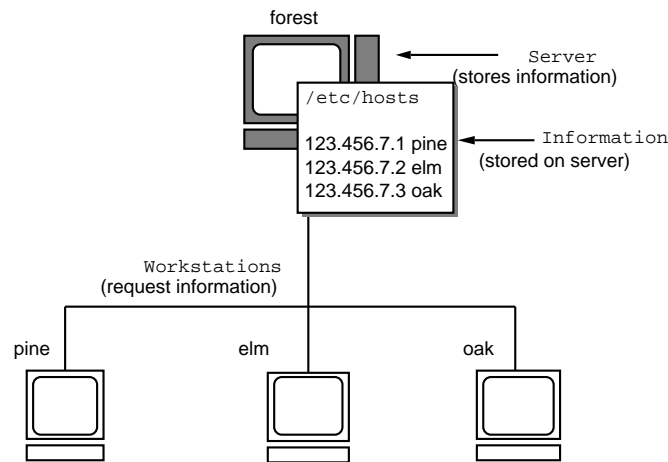 forest
Server
(stores information)
/etc/hosts
Information
(stored on server)
123.456.7.1 pine
123.456.7.2 elm
123.456.7.3 oak
Workstations
(request information)
pine
elm
oak